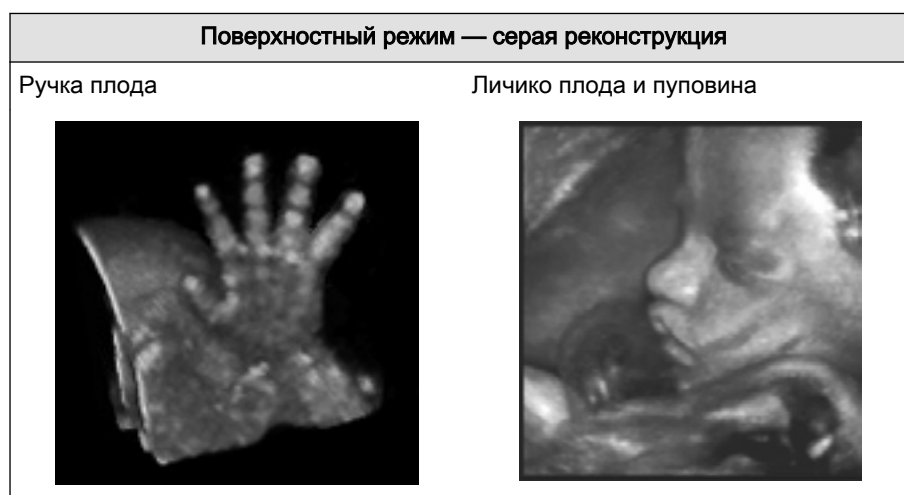 Поверхностный режим — серая реконструкция
Ручка плода
Личико плода и пуповина